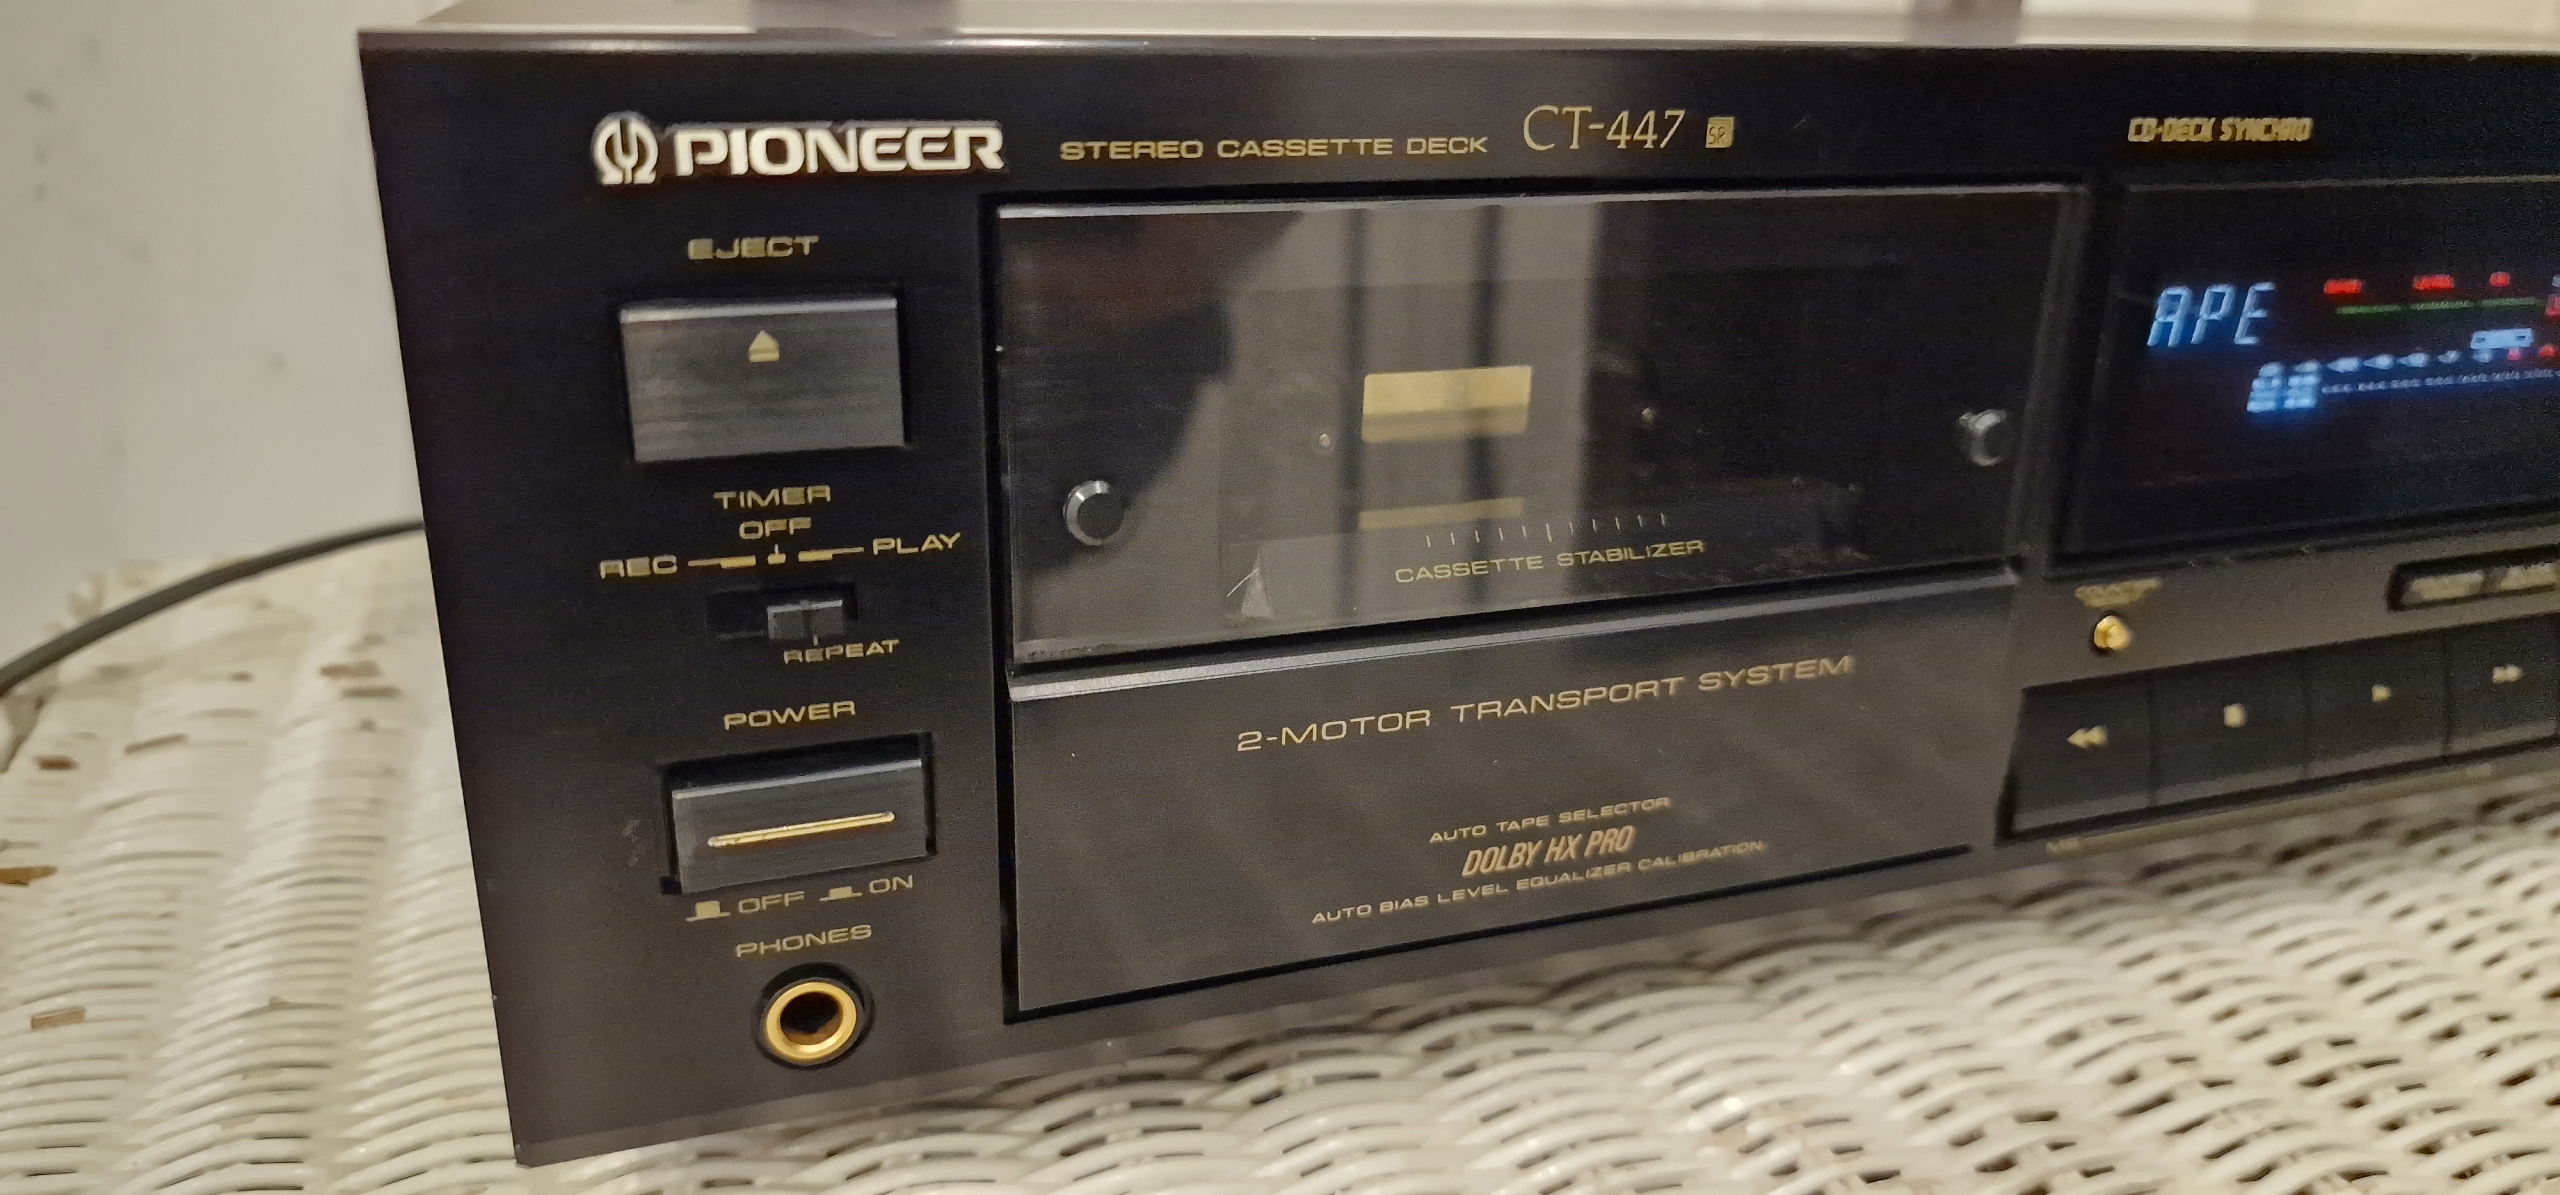 PIONEER STEREO CASSETTE DECK CT-447 SR
CD·DECK SYNCHRO
EJECT
APE
TIMER
OFF
REC PLAY
REPEAT
CASSETTE STABILIZER
POWER
2-MOTOR TRANSPORT SYSTEM
AUTO TAPE SELECTOR
DOLBY HX PRO
AUTO BIAS LEVEL EQUALIZER CALIBRATION
OFF ON
PHONES